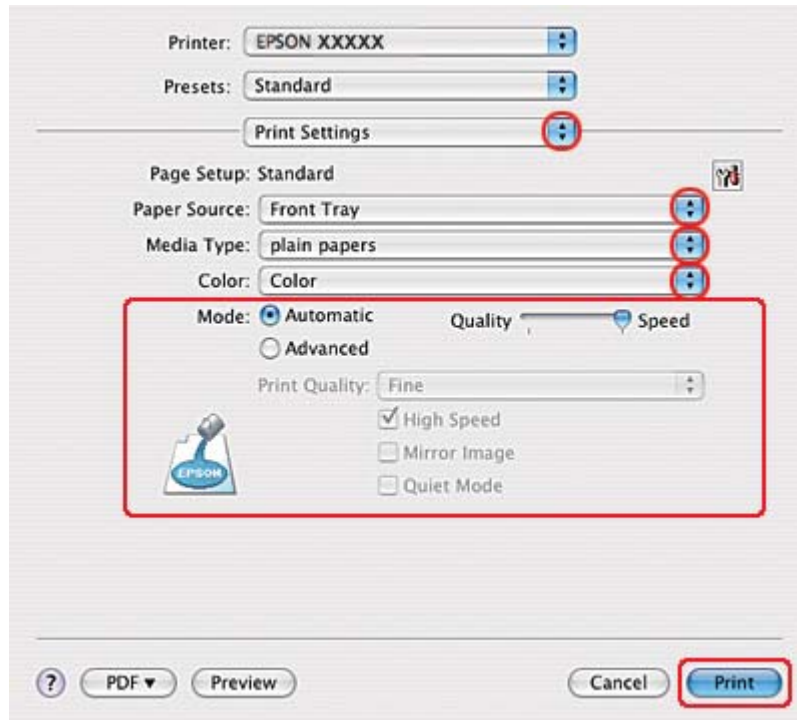 Printer: EPSON XXXXX
Presets: Standard
Print Settings
Page Setup: Standard
Paper Source: Front Tray
Media Type: plain papers
Color: Color
Mode: Automatic Quality Speed
Advanced
Print Quality: Fine
High Speed
Mirror Image
EPSON
Quiet Mode
? PDF Preview Cancel Print